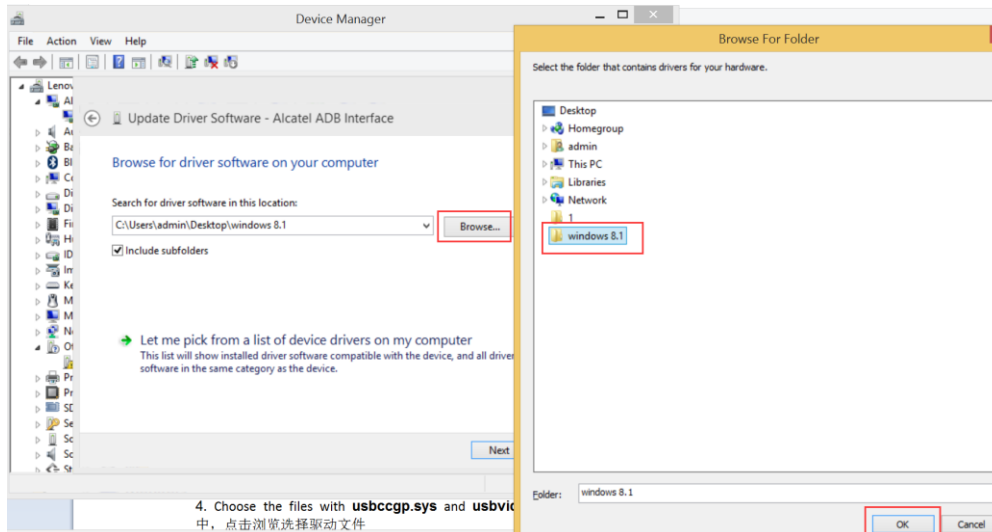 Device Manager
File Action View Help
Update Driver Software - Alcatel ADB Interface
Browse for driver software on your computer
Search for driver software in this location:
C:\Users\admin\Desktop\windows 8.1
Browse...
Include subfolders
Let me pick from a list of device drivers on my computer
This list will show installed driver software compatible with the device, and all driver
software in the same category as the device.
Next
4. Choose the files with usbccgp.sys and
中，点击浏览选择驱动文件
Browse For Folder
Select the folder that contains drivers for your hardware.
Desktop
Homegroup
admin
This PC
Libraries
Network
1
windows 8.1
Folder:
windows 8.1
OK
Cancel